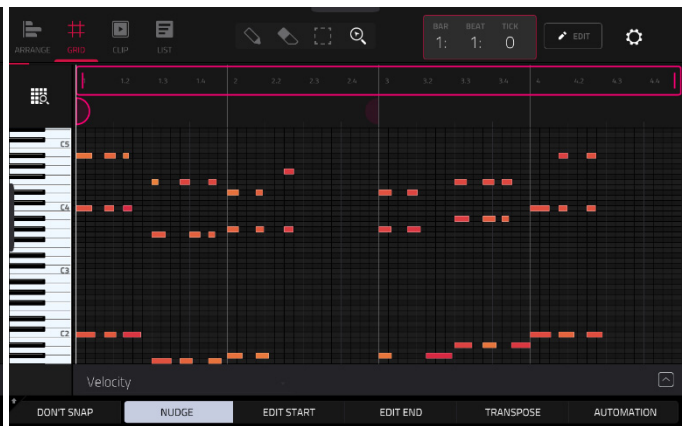 BAR BEAT TICK
1: 1: 0
EDIT
ARRANGE GRID CLIP LIST
1.2 1.3 1.4 2 2.2 2.3 2.4 3 3.2 3.3 3.4 4 4.2 4.3 4.4
C5
C4
C3
C2
Velocity
DON'T SNAP NUDGE EDIT START EDIT END TRANSPOSE AUTOMATION